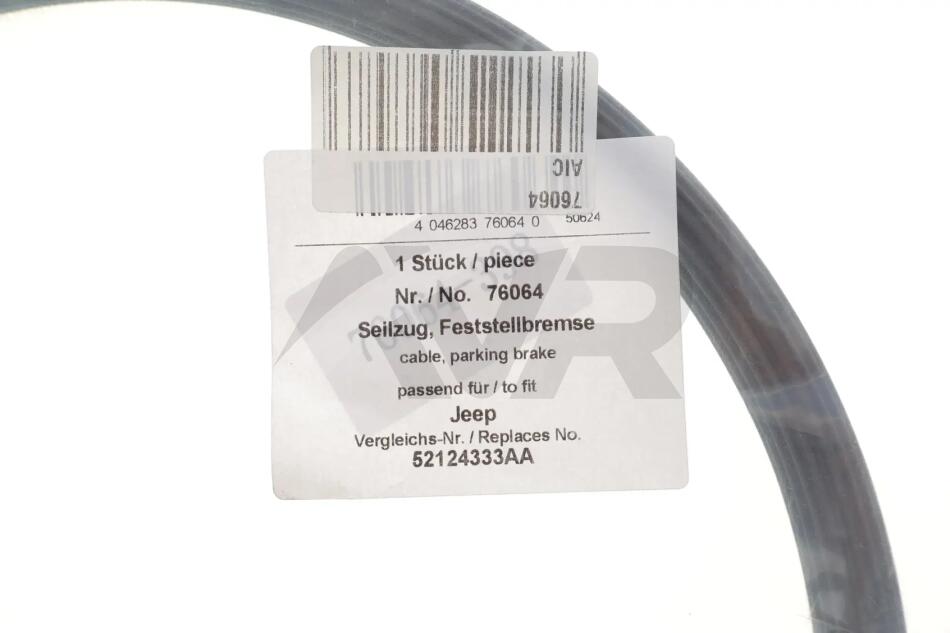 AIC
76064
4 046283 76064 0 50624
1 Stück / piece
Nr. / No. 76064
Seilzug, Feststellbremse
cable, parking brake
passend für / to fit
Jeep
Vergleichs-Nr. / Replaces No.
52124333AA